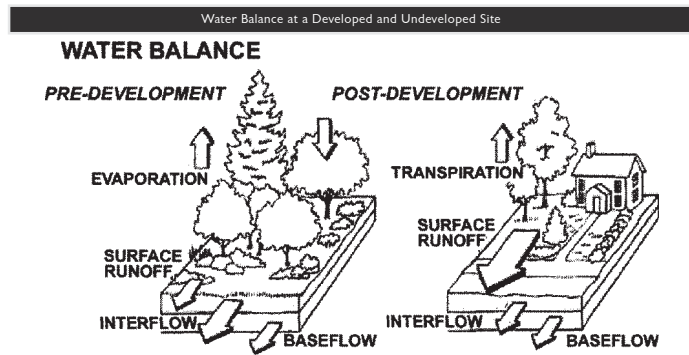 Water Balance at a Developed and Undeveloped Site
WATER BALANCE
PRE-DEVELOPMENT
POST-DEVELOPMENT
EVAPORATION
SURFACE
RUNOFF
INTERFLOW
BASEFLOW
TRANSPIRATION
SURFACE
RUNOFF
INTERFLOW
BASEFLOW